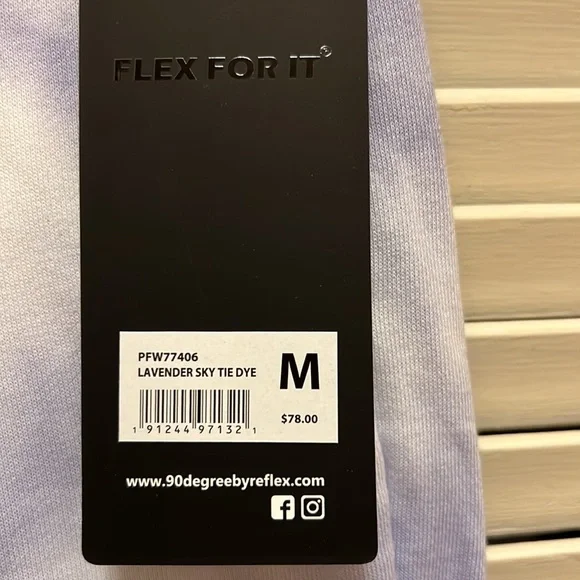 FLEX FOR IT®
PFW77406
LAVENDER SKY TIE DYE
M
$78.00
1 91244 97132 1
www.90degreebyreflex.com